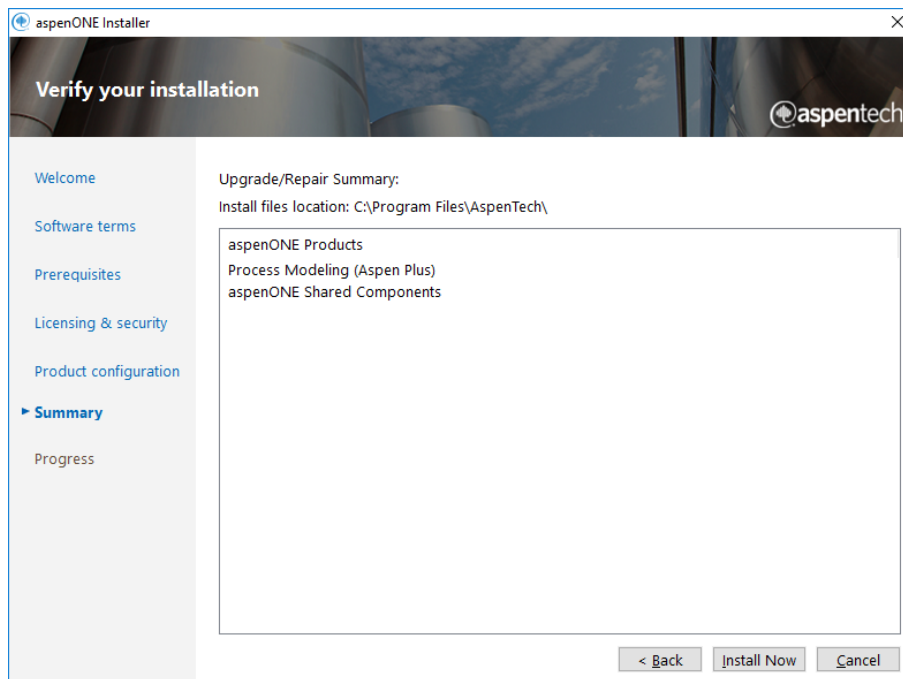 aspenONE Installer
Verify your installation
aspentech
Welcome
Software terms
Prerequisites
Licensing & security
Product configuration
Summary
Progress
Upgrade/Repair Summary:
Install files location: C:\Program Files\AspenTech\
aspenONE Products
Process Modeling (Aspen Plus)
aspenONE Shared Components
< Back
Install Now
Cancel